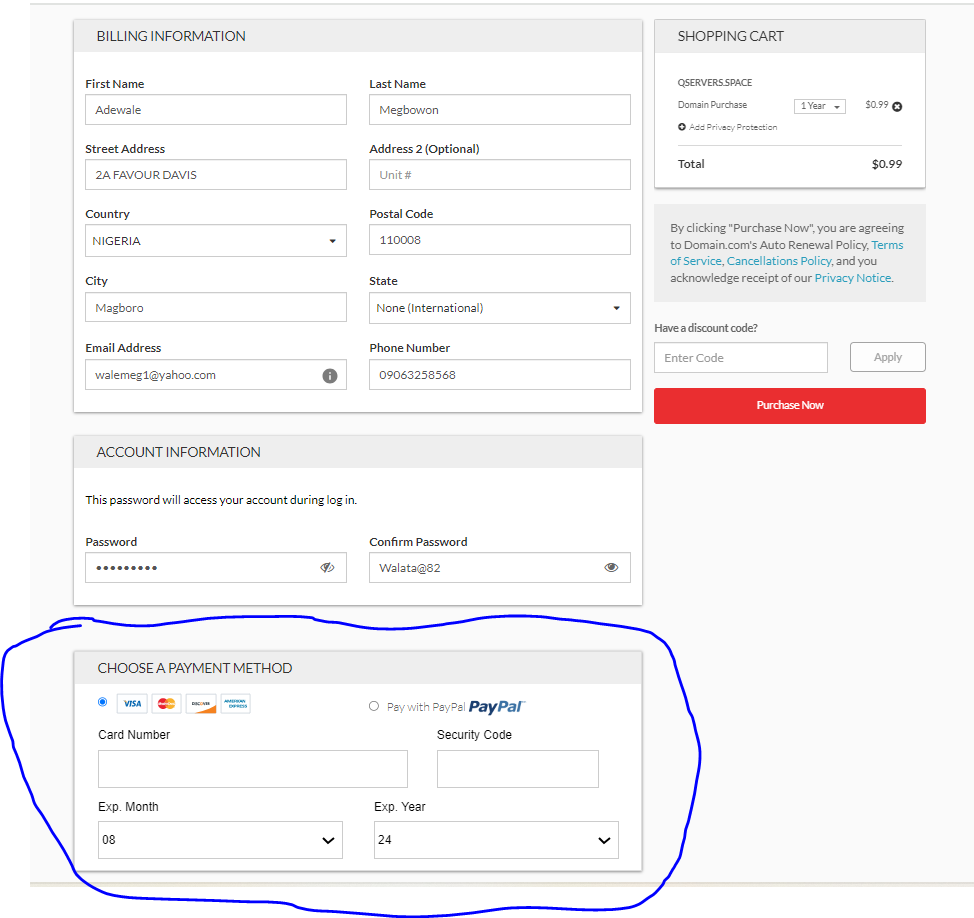 BILLING INFORMATION
First Name
Last Name
Adewale
Megbowon
Street Address
Address 2 (Optional)
2A FAVOUR DAVIS
Unit #
Country
Postal Code
NIGERIA
110008
City
State
Magboro
None (International)
Email Address
Phone Number
walemeg1@yahoo.com
09063258568
ACCOUNT INFORMATION
This password will access your account during log in.
Password
Confirm Password
•••••••••
Walata@82
CHOOSE A PAYMENT METHOD
VISA
MasterCard
DISCOVER
AMERICAN EXPRESS
Pay with PayPal PayPal
Card Number
Security Code
Exp. Month
Exp. Year
08
24
SHOPPING CART
QSERVERS.SPACE
Domain Purchase
1 Year
$0.99
Add Privacy Protection
Total
$0.99
By clicking "Purchase Now", you are agreeing
to Domain.com's Auto Renewal Policy, Terms
of Service, Cancellations Policy, and you
acknowledge receipt of our Privacy Notice.
Have a discount code?
Enter Code
Apply
Purchase Now